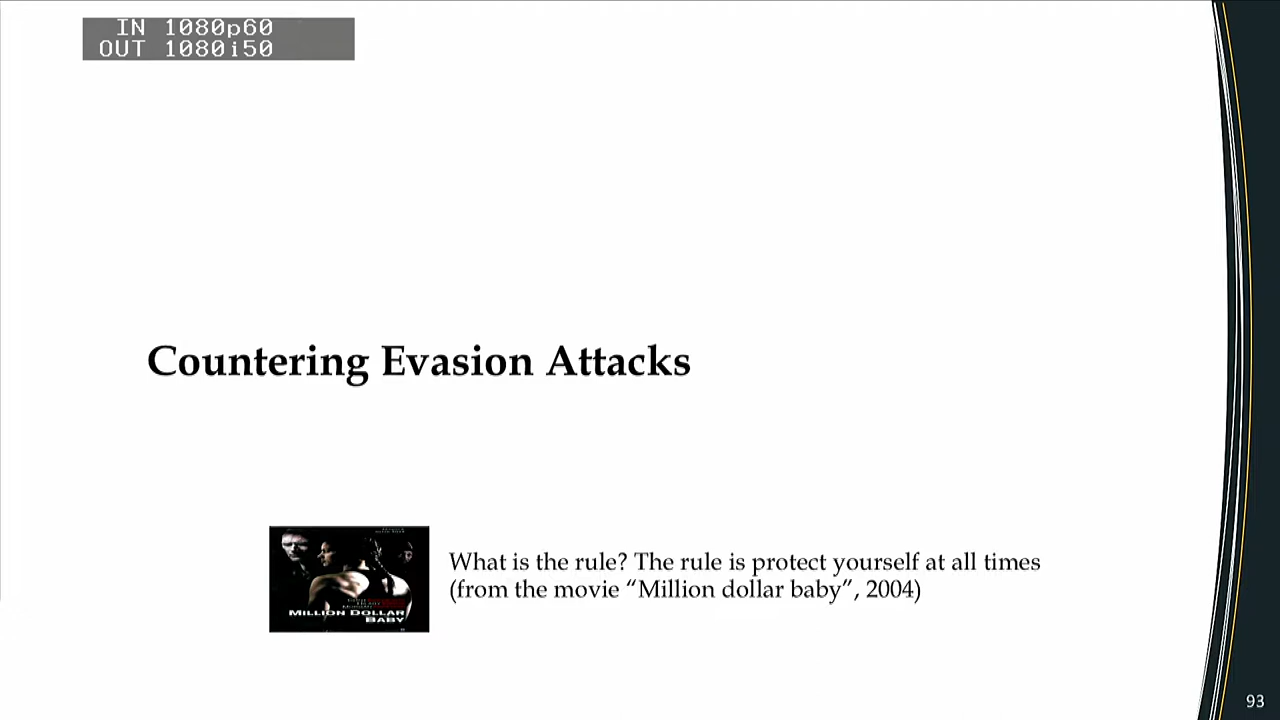 IN 1080p60
OUT 1080i50
Countering Evasion Attacks
What is the rule? The rule is protect yourself at all times
(from the movie “Million dollar baby”, 2004)
MILLION DOLLAR
BABY
93